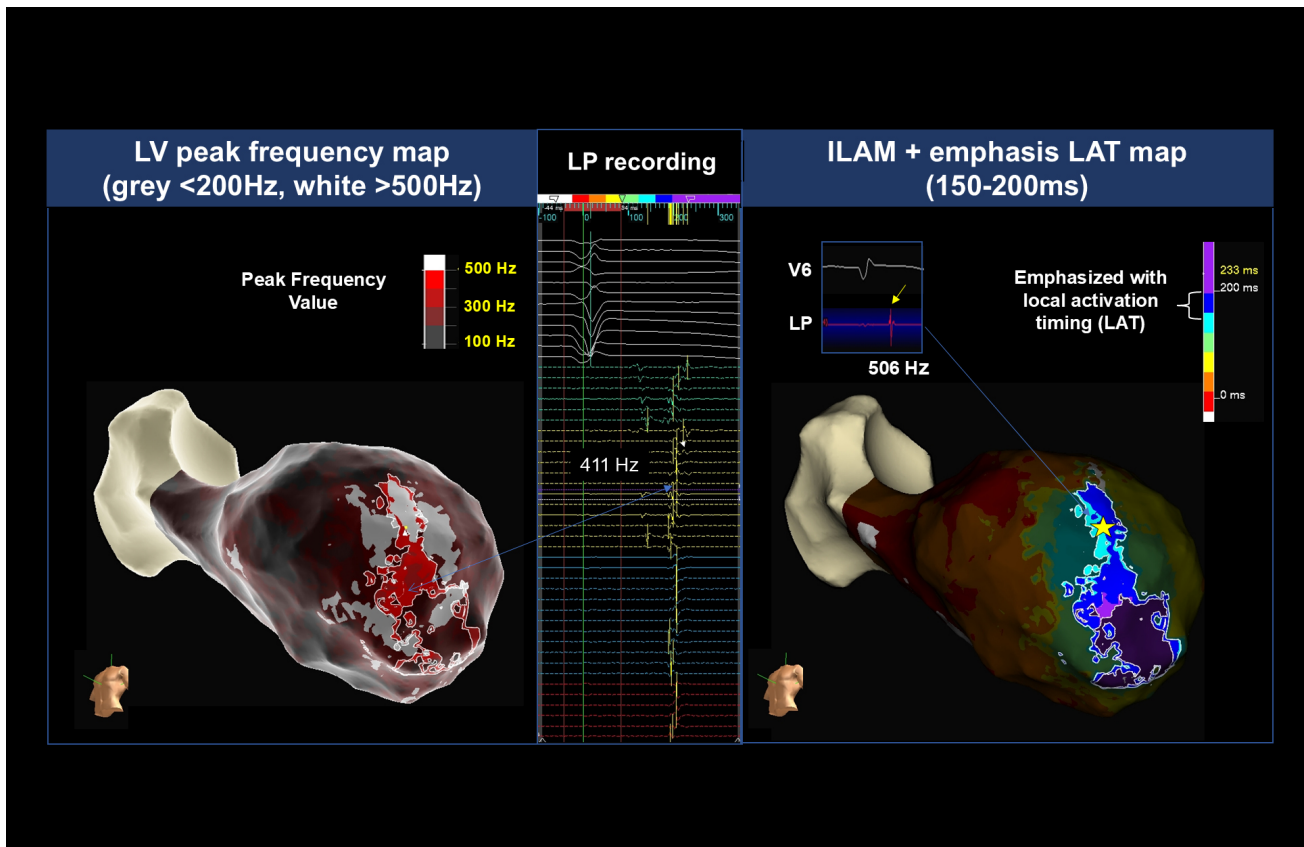 LV peak frequency map
(grey <200Hz, white >500Hz)
LP recording
ILAM + emphasis LAT map
(150-200ms)
Peak Frequency
Value
500 Hz
300 Hz
100 Hz
-44 ms
-100
0
100
200
300
411 Hz
V6
LP
506 Hz
Emphasized with
local activation
timing (LAT)
233 ms
200 ms
0 ms